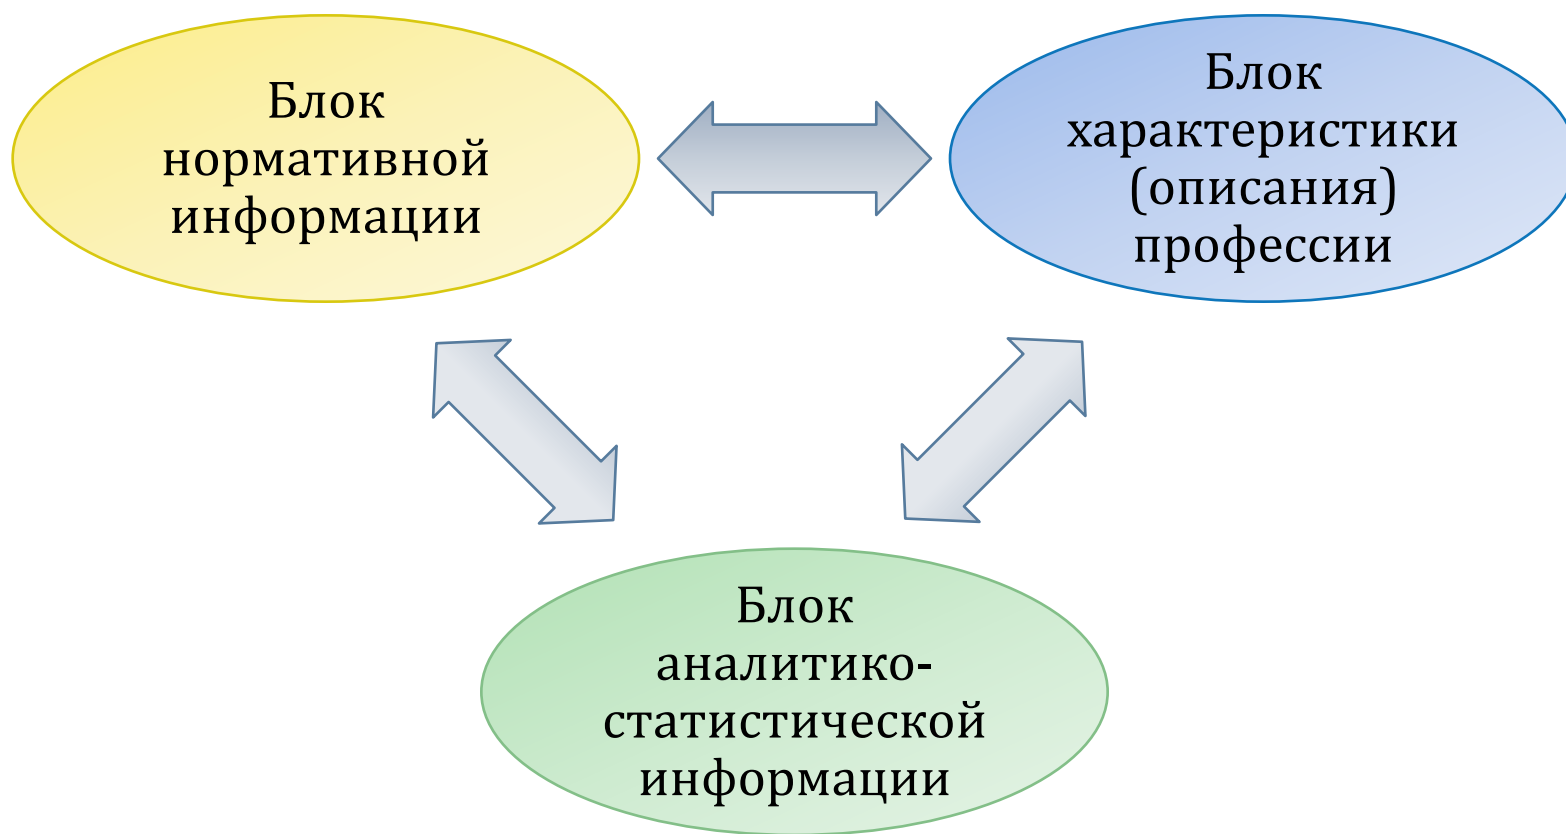 Блок
нормативной
информации
Блок
характеристики
(описания)
профессии
Блок
аналитико-
статистической
информации